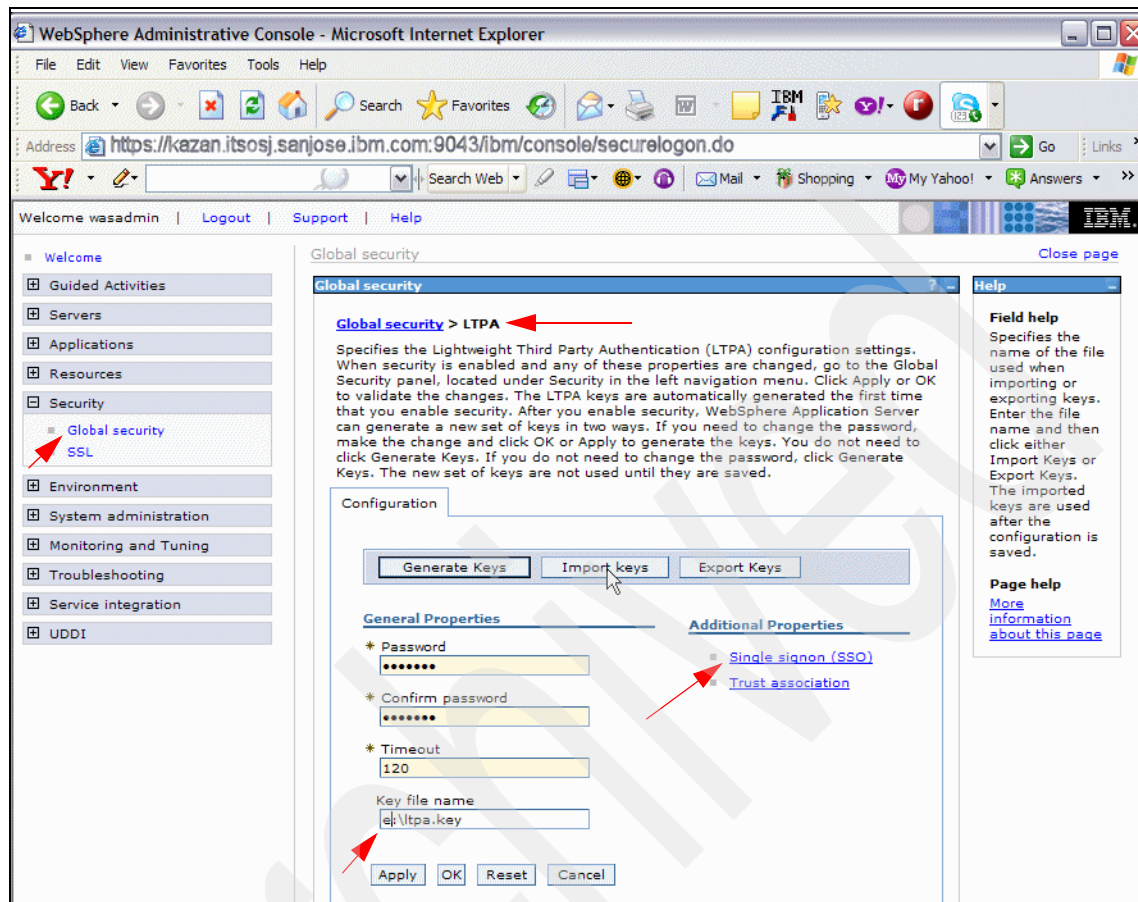 WebSphere Administrative Console - Microsoft Internet Explorer
File Edit View Favorites Tools Help
Back Search Favorites IBM
Address https://kazan.itsosj.sanjose.ibm.com:9043/ibm/console/securelogon.do Go Links
Y! Search Web Mail Shopping My Yahoo! Answers
Welcome wasadmin | Logout | Support | Help IBM.
Welcome
Guided Activities
Servers
Applications
Resources
Security
Global security
SSL
Environment
System administration
Monitoring and Tuning
Troubleshooting
Service integration
UDDI
Global security Close page
Global security ? -
Global security > LTPA
Specifies the Lightweight Third Party Authentication (LTPA) configuration settings.
When security is enabled and any of these properties are changed, go to the Global
Security panel, located under Security in the left navigation menu. Click Apply or OK
to validate the changes. The LTPA keys are automatically generated the first time
that you enable security. After you enable security, WebSphere Application Server
can generate a new set of keys in two ways. If you need to change the password,
make the change and click OK or Apply to generate the keys. You do not need to
click Generate Keys. If you do not need to change the password, click Generate
Keys. The new set of keys are not used until they are saved.
Configuration
Generate Keys Import keys Export Keys
General Properties
* Password
•••••••
* Confirm password
•••••••
* Timeout
120
Key file name
e:\ltpa.key
Apply OK Reset Cancel
Additional Properties
Single signon (SSO)
Trust association
Help -
Field help
Specifies the
name of the file
used when
importing or
exporting keys.
Enter the file
name and then
click either
Import Keys or
Export Keys.
The imported
keys are used
after the
configuration is
saved.
Page help
More
information
about this page